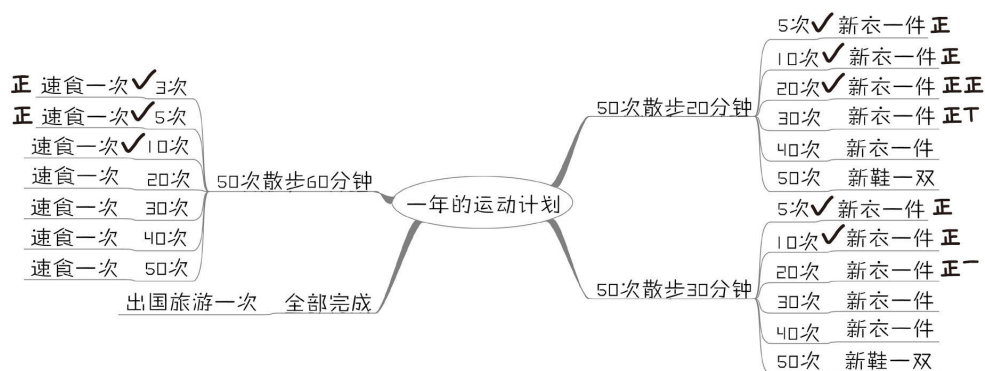 一年的运动计划
50次散步20分钟
5次✓ 新衣一件 正
10次✓ 新衣一件 正
20次✓ 新衣一件 正正
30次 新衣一件 正丅
40次 新衣一件
50次 新鞋一双
50次散步30分钟
5次✓ 新衣一件 正
10次✓ 新衣一件 正
20次 新衣一件 正一
30次 新衣一件
40次 新衣一件
50次 新鞋一双
50次散步60分钟
正 速食一次✓3次
正 速食一次✓5次
速食一次✓10次
速食一次 20次
速食一次 30次
速食一次 40次
速食一次 50次
出国旅游一次 全部完成